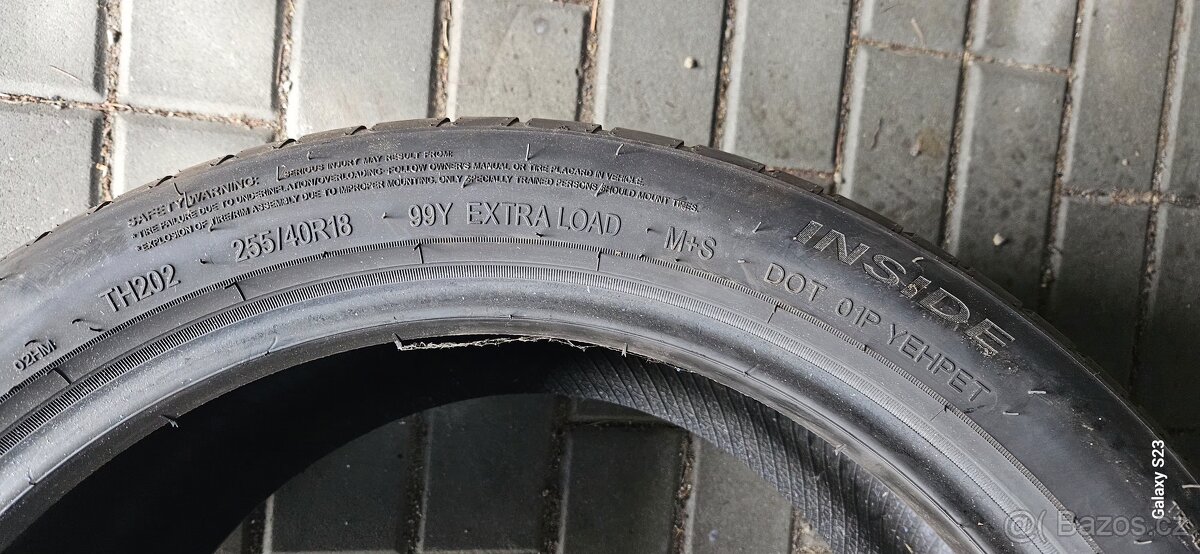 SAFETY WARNING:
SERIOUS INJURY MAY RESULT FROM:
*TIRE FAILURE DUE TO UNDERINFLATION/OVERLOADING-FOLLOW OWNER'S MANUAL OR TIRE PLACARD IN VEHICLE.
*EXPLOSION OF TIRE/RIM ASSEMBLY DUE TO IMPROPER MOUNTING. ONLY SPECIALLY TRAINED PERSONS SHOULD MOUNT TIRES.
02HM
TH202
255/40R18
99Y EXTRA LOAD
M+S
DOT 01P YEHPET
INSIDE
Galaxy S23
Bazoš.cz